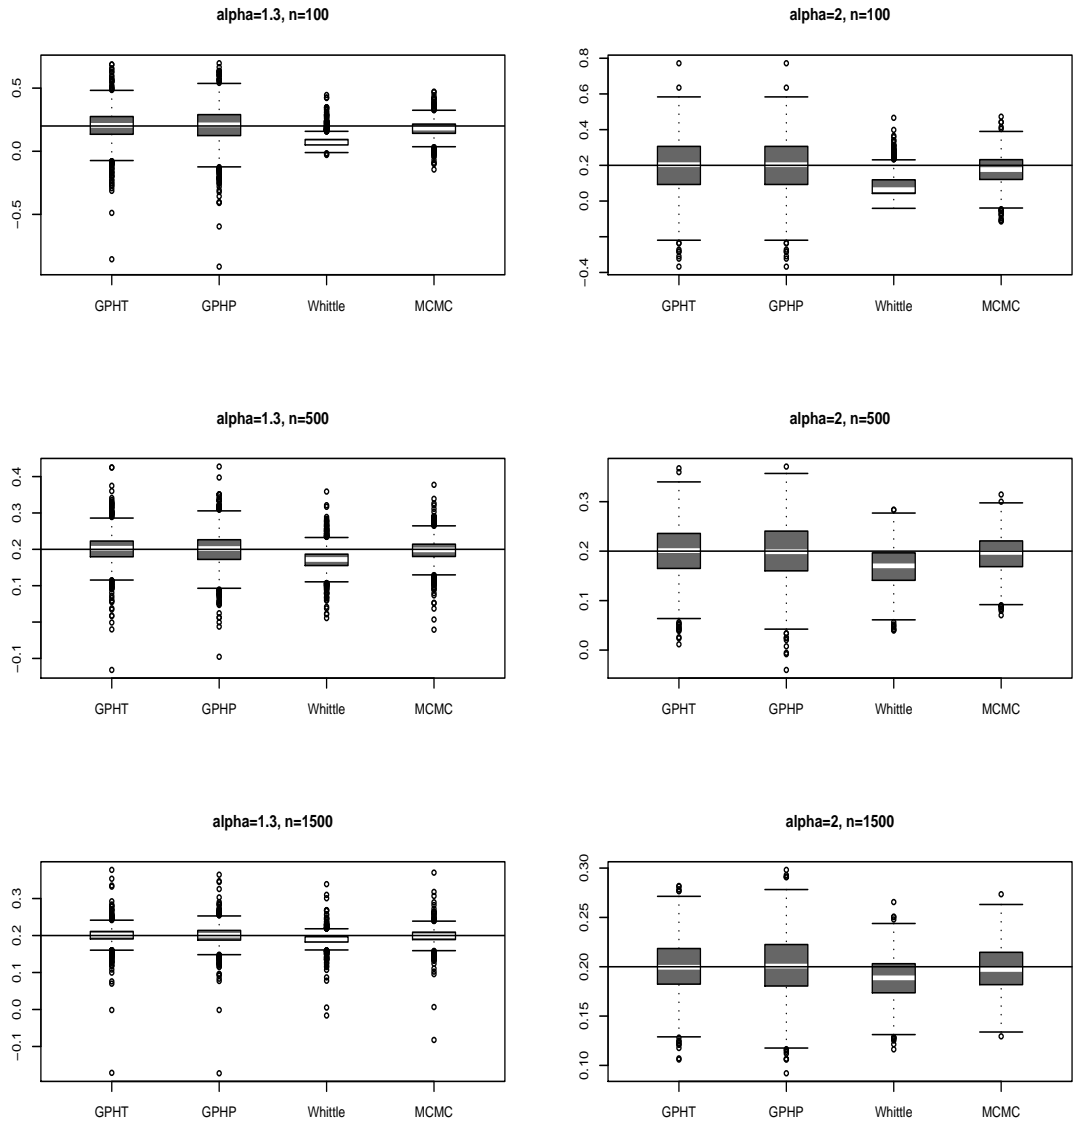 alpha=1.3, n=100
0.5
0.0
−0.5
GPHT GPHP Whittle MCMC
alpha=2, n=100
0.8
0.6
0.4
0.2
0.0
−0.4
GPHT GPHP Whittle MCMC
alpha=1.3, n=500
0.4
0.3
0.2
0.1
−0.1
GPHT GPHP Whittle MCMC
alpha=2, n=500
0.3
0.2
0.1
0.0
GPHT GPHP Whittle MCMC
alpha=1.3, n=1500
0.3
0.2
0.1
0.0
−0.1
GPHT GPHP Whittle MCMC
alpha=2, n=1500
0.30
0.25
0.20
0.15
0.10
GPHT GPHP Whittle MCMC